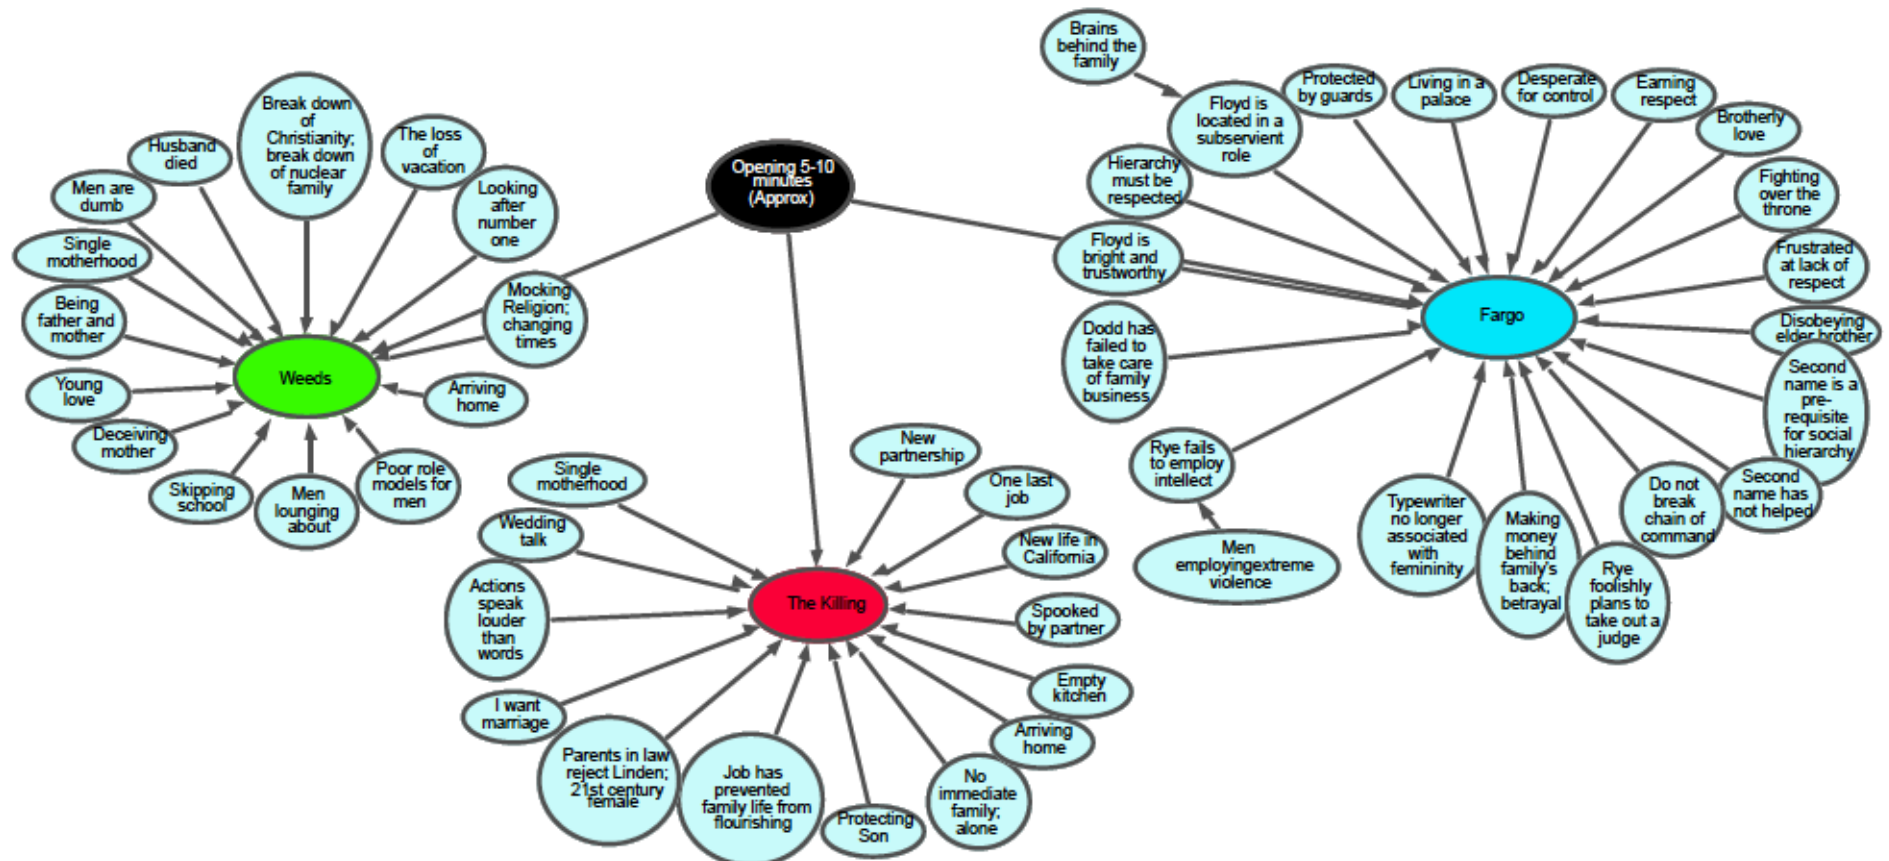 Opening 5-10
minutes
(Approx)
Weeds
Break down
of
Christianity;
break down
of nuclear
family
The loss
of
vacation
Looking
after
number
one
Mocking
Religion;
changing
times
Arriving
home
Poor role
models for
men
Men
lounging
about
Skipping
school
Deceiving
mother
Young
love
Being
father and
mother
Single
motherhood
Men are
dumb
Husband
died
The Killing
New
partnership
One last
job
New life in
California
Spooked
by partner
Empty
kitchen
Arriving
home
No
immediate
family;
alone
Protecting
Son
Job has
prevented
family life from
flourishing
Parents in law
reject Linden;
21st century
female
I want
marriage
Actions
speak
louder
than
words
Wedding
talk
Single
motherhood
Fargo
Brains
behind the
family
Floyd is
located in a
subservient
role
Protected
by guards
Living in a
palace
Desperate
for control
Earning
respect
Brotherly
love
Fighting
over the
throne
Frustrated
at lack of
respect
Disobeying
elder brother
Second
name is a
pre-
requisite
for social
hierarchy
Second
name has
not helped
Do not
break
chain of
command
Rye
foolishly
plans to
take out a
judge
Making
money
behind
family's
back;
betrayal
Typewriter
no longer
associated
with
femininity
Men
employingextreme
violence
Rye fails
to employ
intellect
Dodd has
failed to
take care
of family
business
Floyd is
bright and
trustworthy
Hierarchy
must be
respected